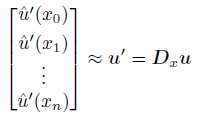 û′(x₀)
û′(x₁)
⋮
û′(xₙ)
≈ u′ = Dₓu